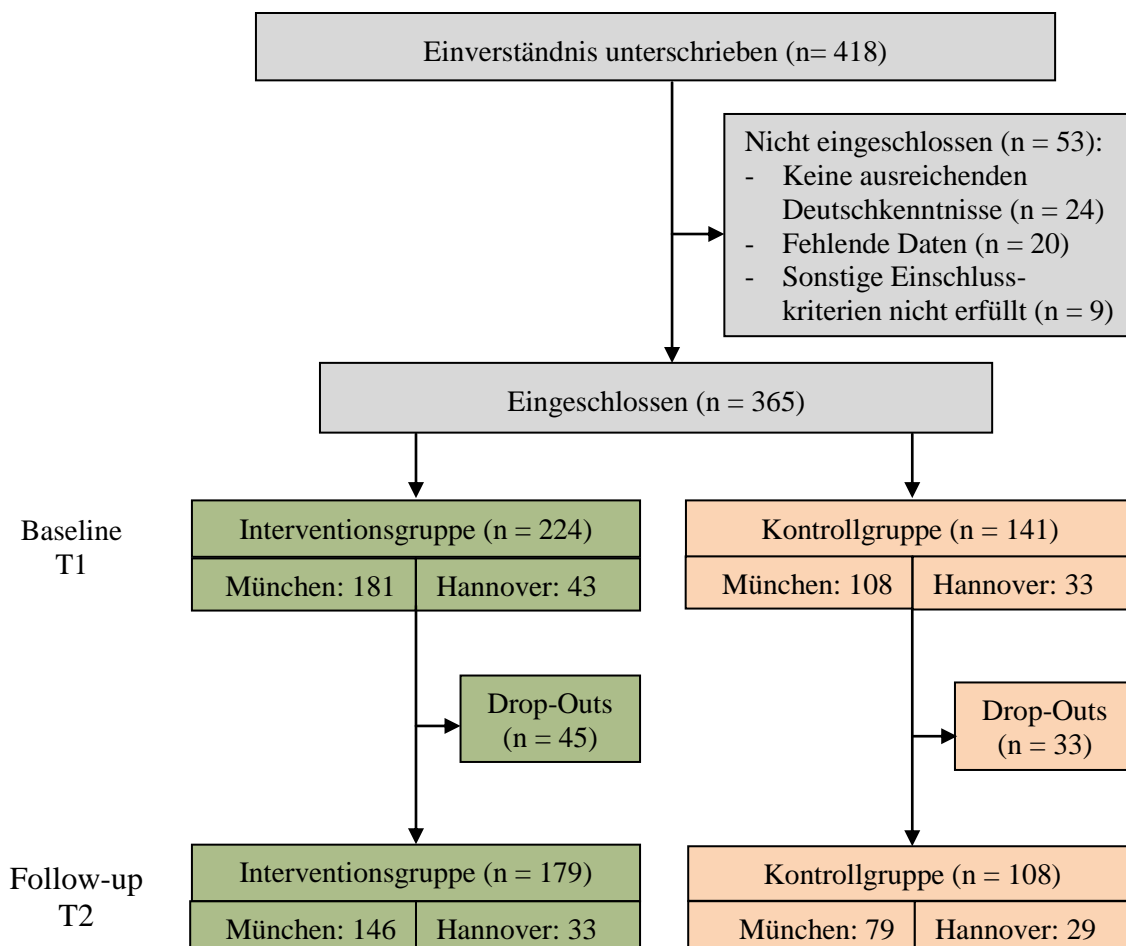 Einverständnis unterschrieben (n= 418)
Nicht eingeschlossen (n = 53):
- Keine ausreichenden
Deutschkenntnisse (n = 24)
- Fehlende Daten (n = 20)
- Sonstige Einschluss-
kriterien nicht erfüllt (n = 9)
Eingeschlossen (n = 365)
Baseline
T1
Interventionsgruppe (n = 224)
München: 181
Hannover: 43
Kontrollgruppe (n = 141)
München: 108
Hannover: 33
Drop-Outs
(n = 45)
Drop-Outs
(n = 33)
Follow-up
T2
Interventionsgruppe (n = 179)
München: 146
Hannover: 33
Kontrollgruppe (n = 108)
München: 79
Hannover: 29